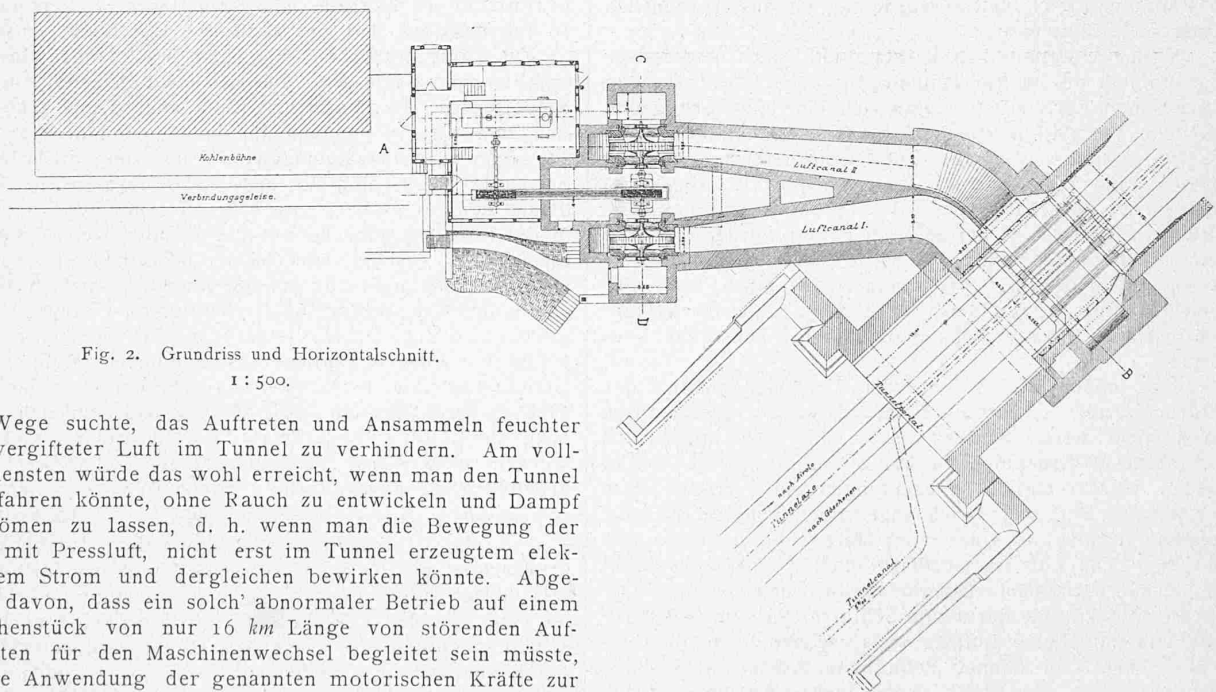 C
A
Kohlenbühne
Verbindungsgeleise.
Luftcanal II
Luftcanal I.
D
B
Tunnelportal
nach Airolo
Tunnelaxe
nach Göschenen
Tunnelcanal
Fig. 2. Grundriss und Horizontalschnitt.
1 : 500.
Wege suchte, das Auftreten und Ansammeln feuchter
vergifteter Luft im Tunnel zu verhindern. Am voll-
ensten würde das wohl erreicht, wenn man den Tunnel
fahren könnte, ohne Rauch zu entwickeln und Dampf
ömen zu lassen, d. h. wenn man die Bewegung der
mit Pressluft, nicht erst im Tunnel erzeugtem elek-
em Strom und dergleichen bewirken könnte. Abge-
davon, dass ein solch' abnormaler Betrieb auf einem
henstück von nur 16 km Länge von störenden Auf-
ten für den Maschinenwechsel begleitet sein müsste,
e Anwendung der genannten motorischen Kräfte zur